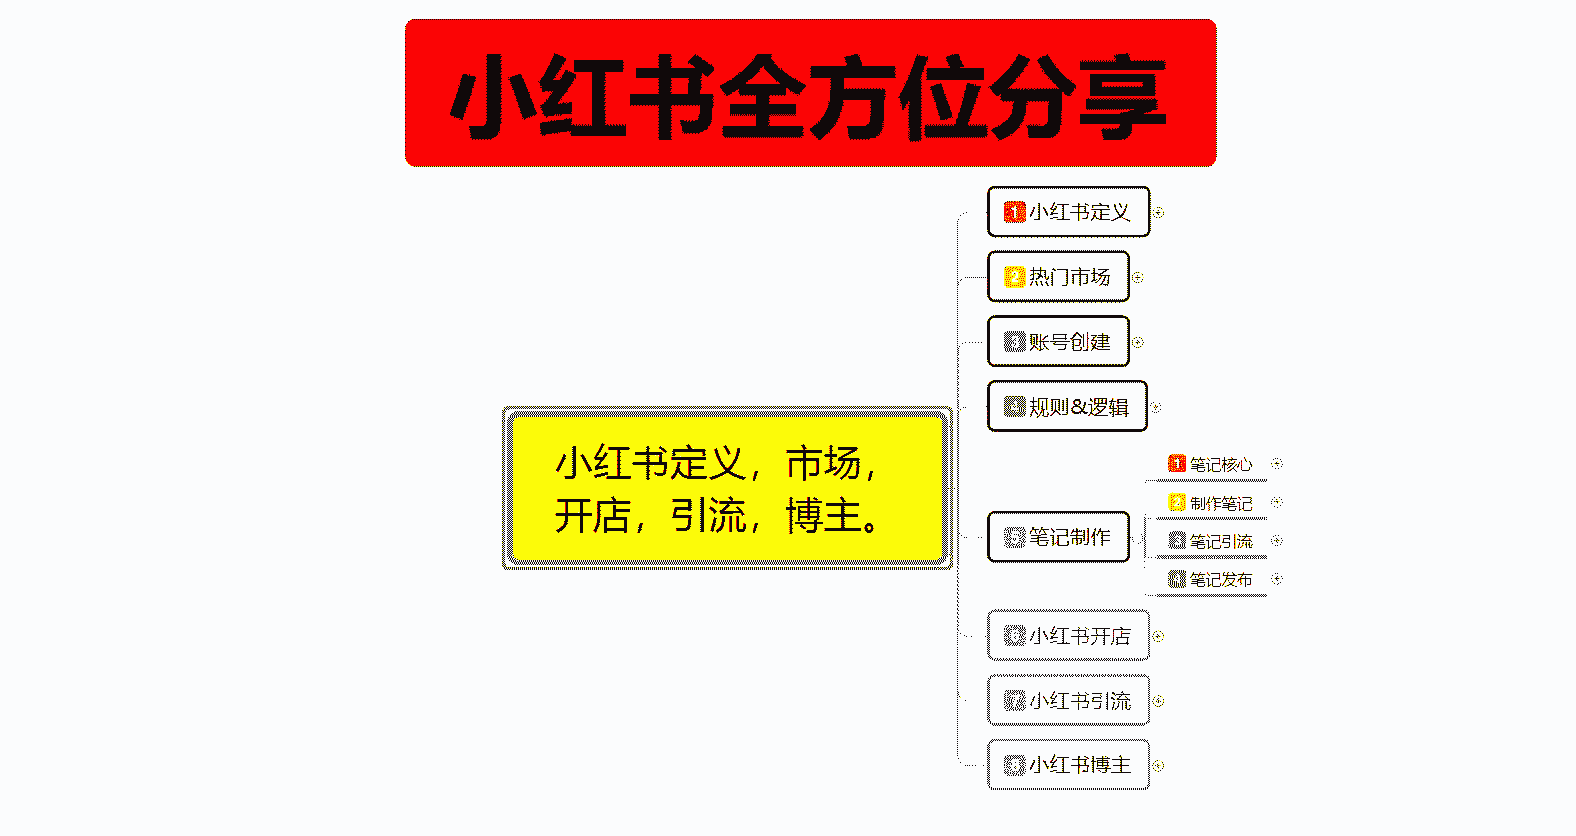 小红书全方位分享
1 小红书定义
2 热门市场
3 账号创建
4 规则&逻辑
小红书定义，市场，
开店，引流，博主。
5 笔记制作
1 笔记核心
2 制作笔记
3 笔记引流
4 笔记发布
6 小红书开店
7 小红书引流
8 小红书博主